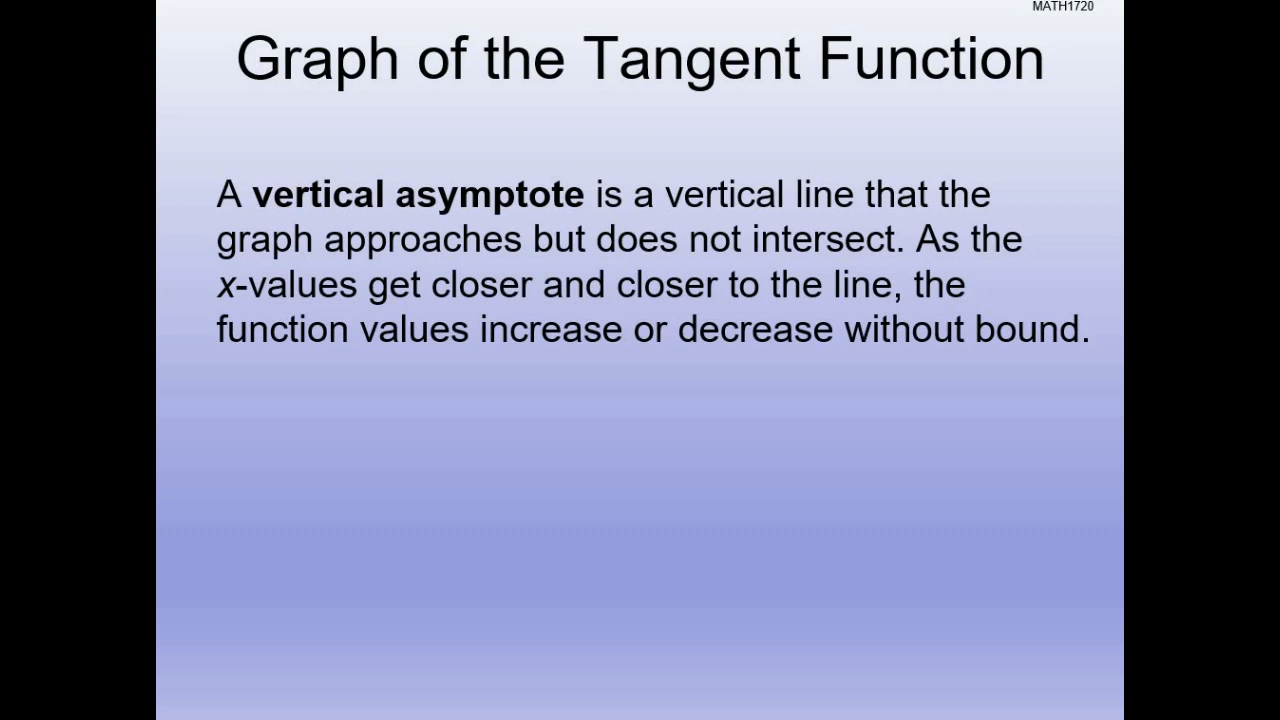 MATH1720
Graph of the Tangent Function
A vertical asymptote is a vertical line that the
graph approaches but does not intersect. As the
x-values get closer and closer to the line, the
function values increase or decrease without bound.